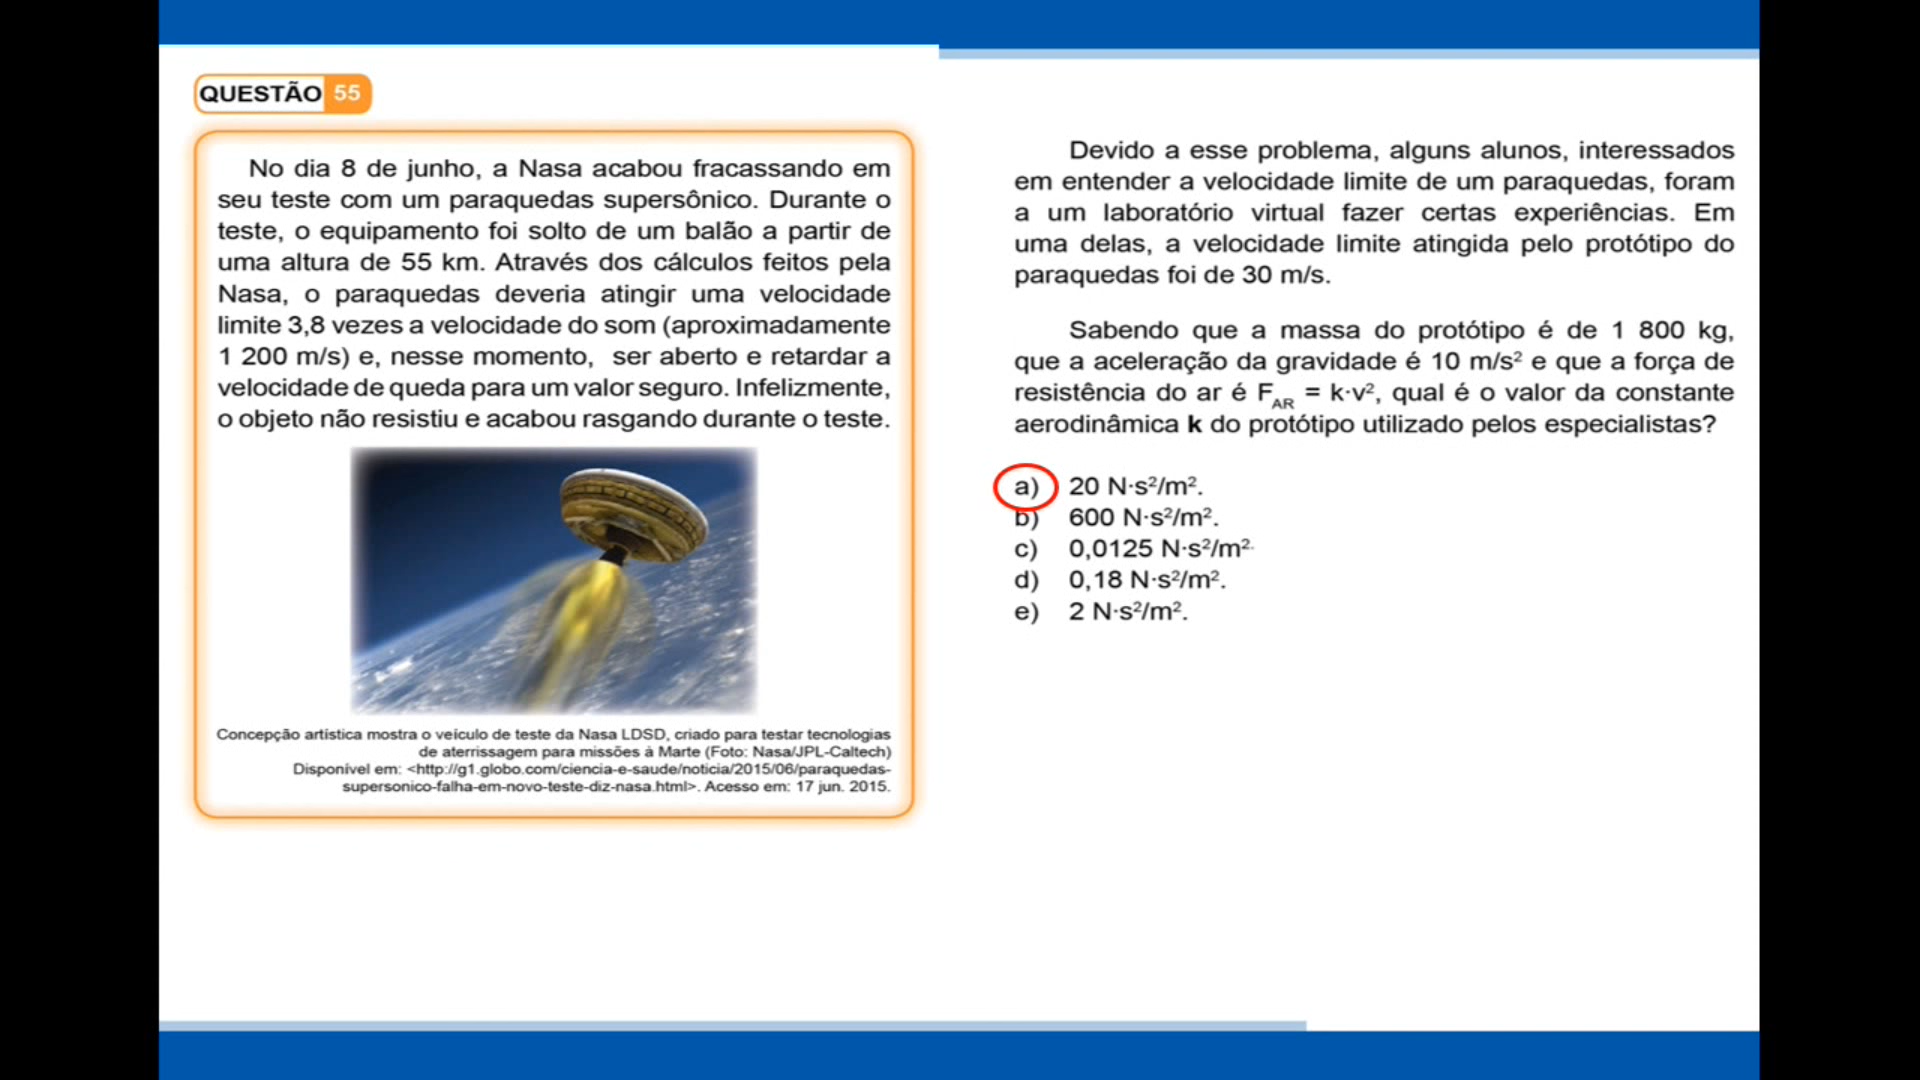 QUESTÃO 55
No dia 8 de junho, a Nasa acabou fracassando em
seu teste com um paraquedas supersônico. Durante o
teste, o equipamento foi solto de um balão a partir de
uma altura de 55 km. Através dos cálculos feitos pela
Nasa, o paraquedas deveria atingir uma velocidade
limite 3,8 vezes a velocidade do som (aproximadamente
1 200 m/s) e, nesse momento, ser aberto e retardar a
velocidade de queda para um valor seguro. Infelizmente,
o objeto não resistiu e acabou rasgando durante o teste.
Concepção artística mostra o veículo de teste da Nasa LDSD, criado para testar tecnologias
de aterrissagem para missões à Marte (Foto: Nasa/JPL-Caltech)
Disponível em: <http://g1.globo.com/ciencia-e-saude/noticia/2015/06/paraquedas-
supersonico-falha-em-novo-teste-diz-nasa.html>. Acesso em: 17 jun. 2015.
Devido a esse problema, alguns alunos, interessados
em entender a velocidade limite de um paraquedas, foram
a um laboratório virtual fazer certas experiências. Em
uma delas, a velocidade limite atingida pelo protótipo do
paraquedas foi de 30 m/s.
Sabendo que a massa do protótipo é de 1 800 kg,
que a aceleração da gravidade é 10 m/s² e que a força de
resistência do ar é F_AR = k·v², qual é o valor da constante
aerodinâmica k do protótipo utilizado pelos especialistas?
a) 20 N·s²/m².
b) 600 N·s²/m².
c) 0,0125 N·s²/m².
d) 0,18 N·s²/m².
e) 2 N·s²/m².